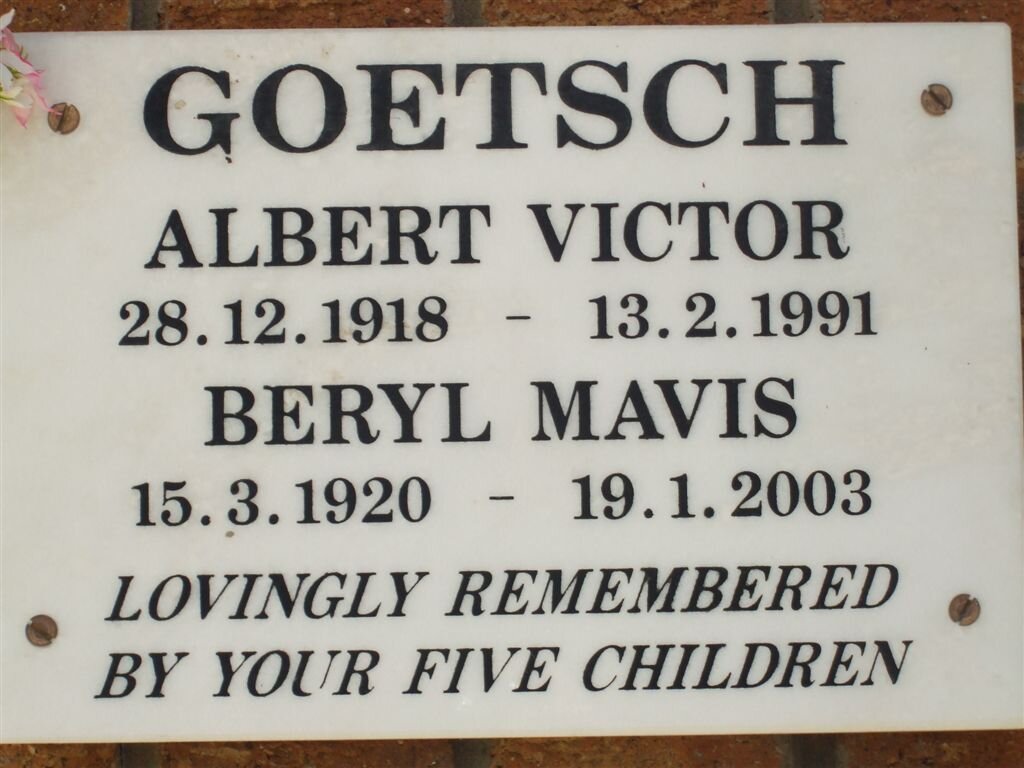 GOETSCH
ALBERT VICTOR
28.12.1918 - 13.2.1991
BERYL MAVIS
15.3.1920 - 19.1.2003
LOVINGLY REMEMBERED
BY YOUR FIVE CHILDREN